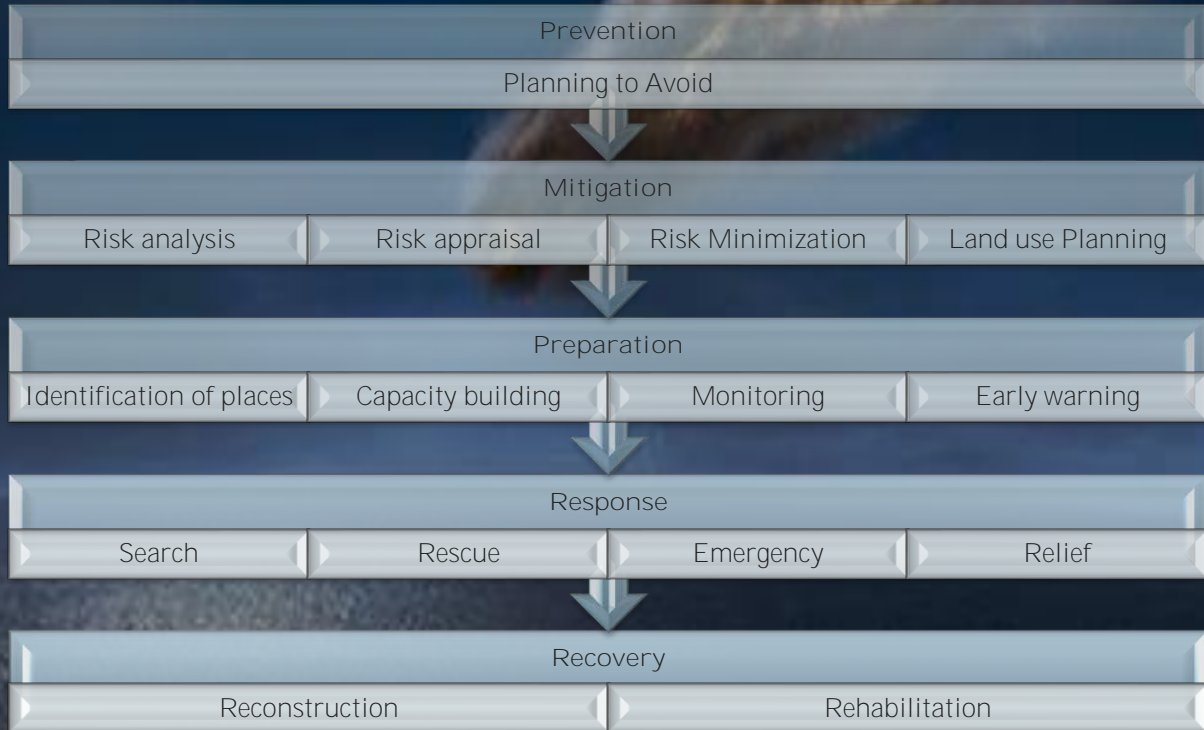 Prevention
Planning to Avoid
Mitigation
Risk analysis
Risk appraisal
Risk Minimization
Land use Planning
Preparation
Identification of places
Capacity building
Monitoring
Early warning
Response
Search
Rescue
Emergency
Relief
Recovery
Reconstruction
Rehabilitation